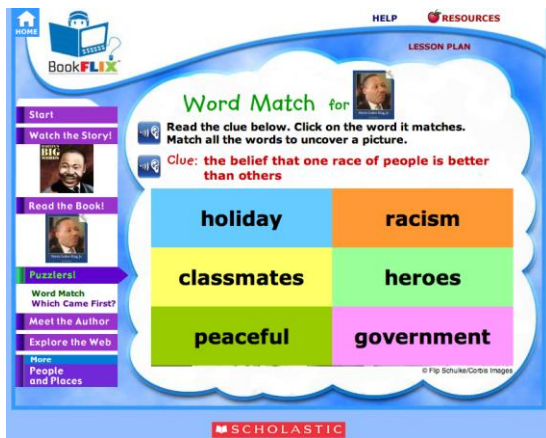 HOME
BookFLIX
HELP
RESOURCES
LESSON PLAN
Start
Watch the Story!
MARTIN'S BIG WORDS
Read the Book!
Puzzlers!
Word Match
Which Came First?
Meet the Author
Explore the Web
More
People
and Places
Word Match for
Read the clue below. Click on the word it matches.
Match all the words to uncover a picture.
Clue: the belief that one race of people is better
than others
holiday
racism
classmates
heroes
peaceful
government
© Flip Schulke/Corbis Images
SCHOLASTIC